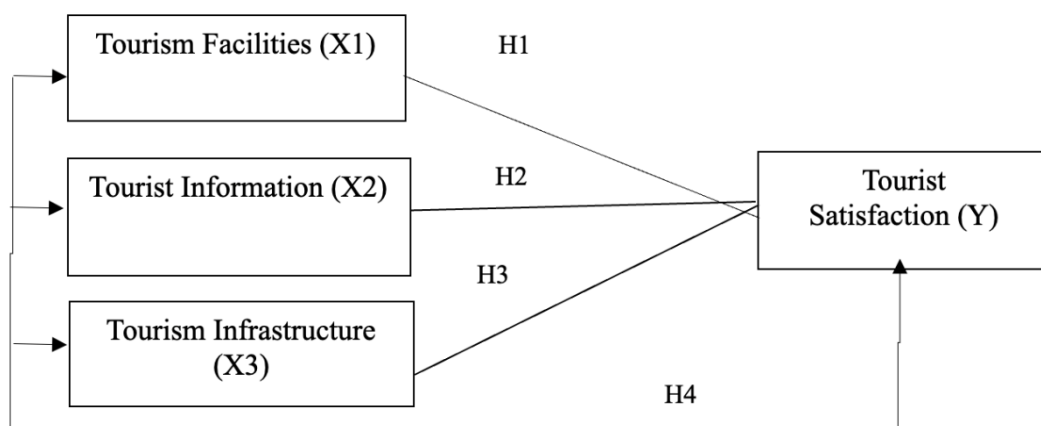 Tourism Facilities (X1)
H1
Tourist Information (X2)
H2
Tourist
Satisfaction (Y)
H3
Tourism Infrastructure
(X3)
H4